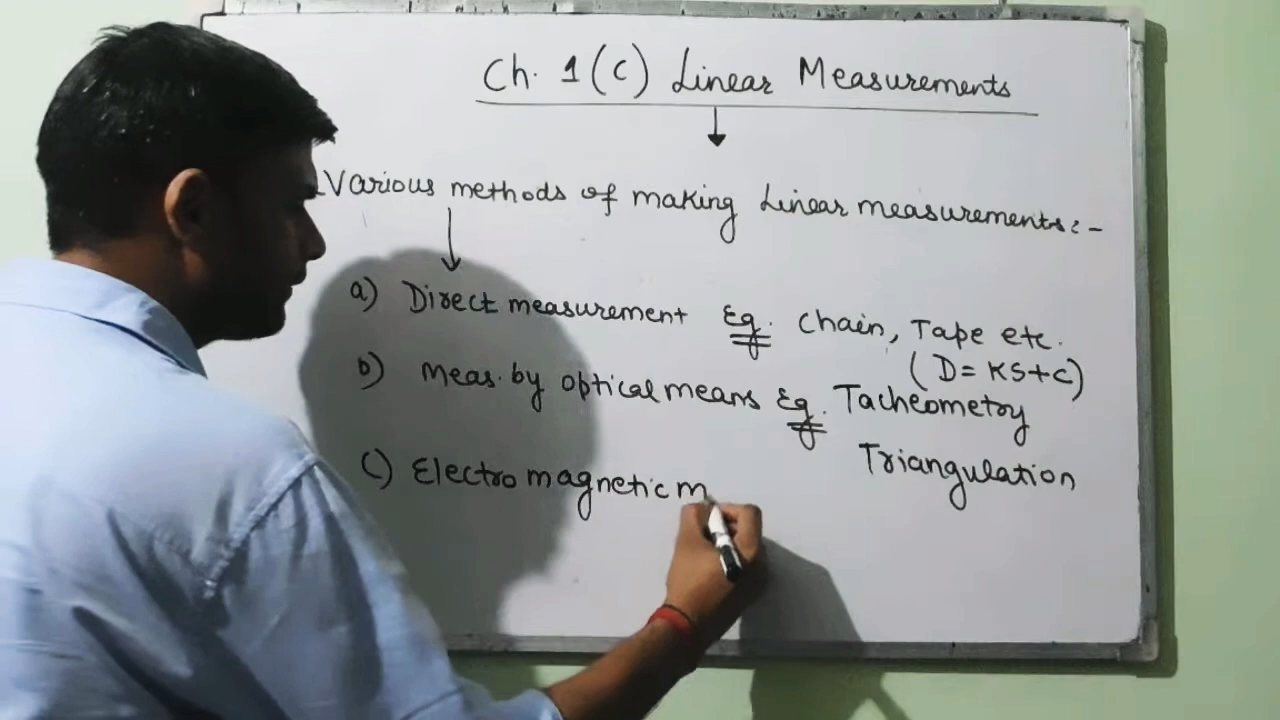 Ch. 1 (C) Linear Measurements
Various methods of making Linear measurements:-
a) Direct measurement Eg. Chain, Tape etc.
(D = KS + C)
b) Meas. by optical means Eg. Tacheometry
Triangulation
C) Electromagnetic m